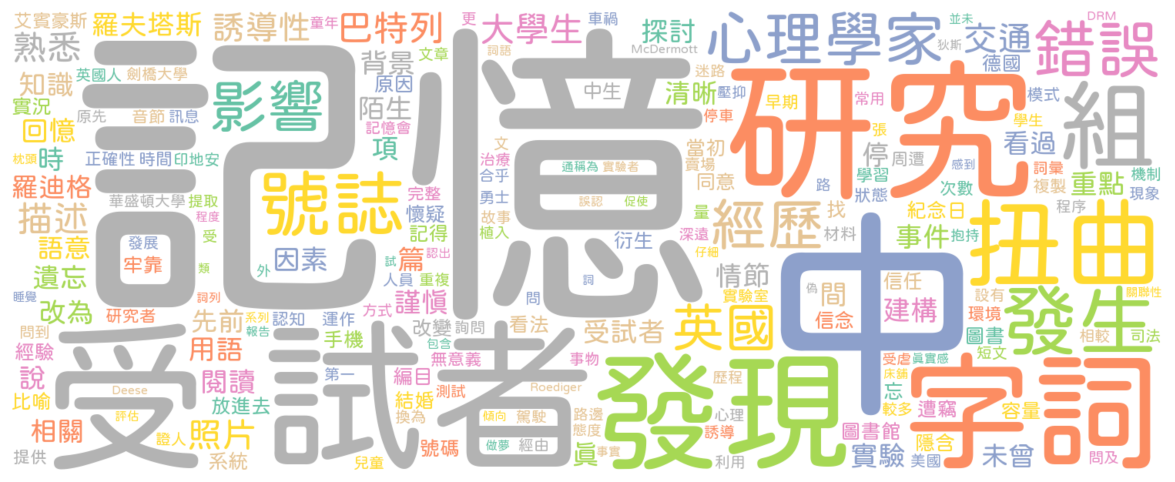 艾賓豪斯 羅夫塔斯 誘導性 童年 巴特列 更 大學生 車禍 探討 McDermott 心理學家 並未 狄斯 交通 DRM 錯誤
熟悉 英國人 劍橋大學 背景 文章 詞語 迷路 德國
知識 原因 中生 清晰 壓抑 早期 常用 模式
實況 原先 音節 訊息 影響 陌生 記憶會 停車 張 學生 組
回憶 記憶 研究 看過
枕頭 時 正確性 時間 印地安 項 文 治療 通稱為 實驗者 當初 賣場 停 周遭 感到 詞彙 機制
羅迪格 華盛頓大學 提取 號誌 完整 合乎 勇士 誤認 促使 同意 學習 狀態 次數 複製 重點 現象
描述 程度 受 懷疑 故事 植入 量 經歷 找 紀念日 程序 扭曲
語意 發展 記得 衍生 深遠 材料 事件 抱持
遺忘 牢靠 類 外 因素 試 篇 認出 仔細 情節 中
睡覺 詞列 人員 重複 問 詞 實驗室 偽 間 信任 設有 關聯性
改為 研究者 謹慎 信念 建構 環境 發生
問到 先前 系列 認知 運作 方式 改變 詢問 看法 受試者 英國 圖書 相較 司法
經驗 用語 報告 手機 包含 無意義 事物 受虐 眞實感 短文
說 閱讀 受試者 第一 編目 測試 Roediger 歷程 床舖 忘
比喻 Deese 放進去 結婚 發現 較多 遭竊 字詞 容量
相關 評估 照片 換為 傾向 駕駛 路邊 心理 圖書館 隱含
證人 號碼 做夢 經由 態度 眞 誘導
提供 系統 兒童 事實 利用 實驗 美國 未曾 問及
路